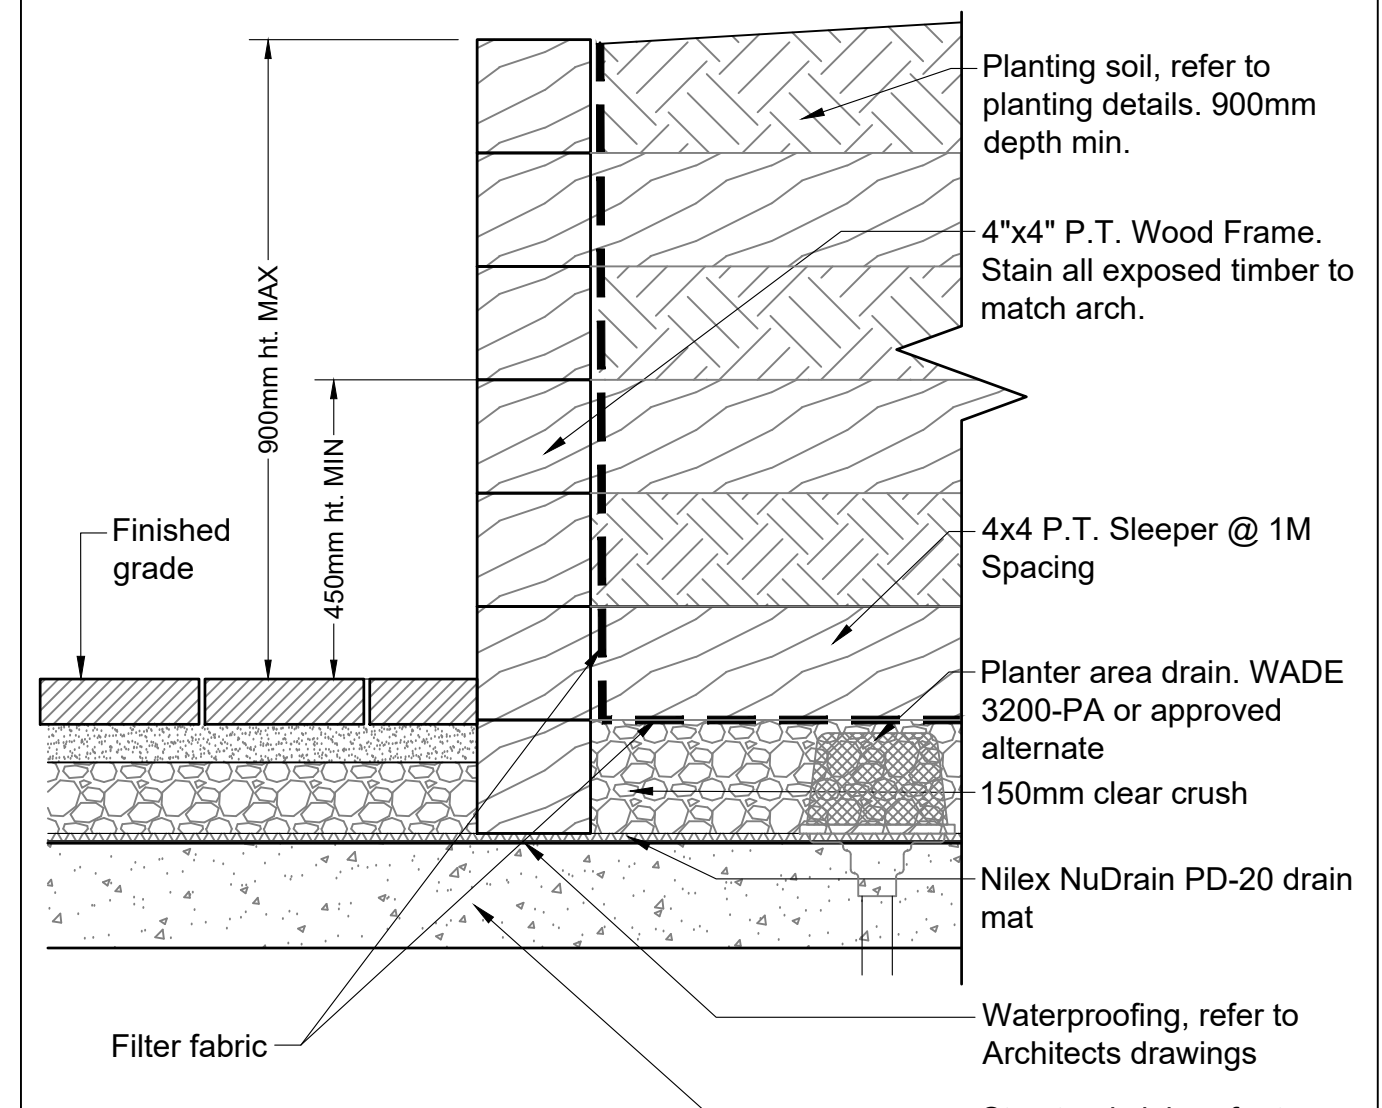 Planting soil, refer to
planting details. 900mm
depth min.
4"x4" P.T. Wood Frame.
Stain all exposed timber to
match arch.
900mm ht. MAX
450mm ht. MIN
Finished
grade
4x4 P.T. Sleeper @ 1M
Spacing
Planter area drain. WADE
3200-PA or approved
alternate
150mm clear crush
Nilex NuDrain PD-20 drain
mat
Filter fabric
Waterproofing, refer to
Architects drawings